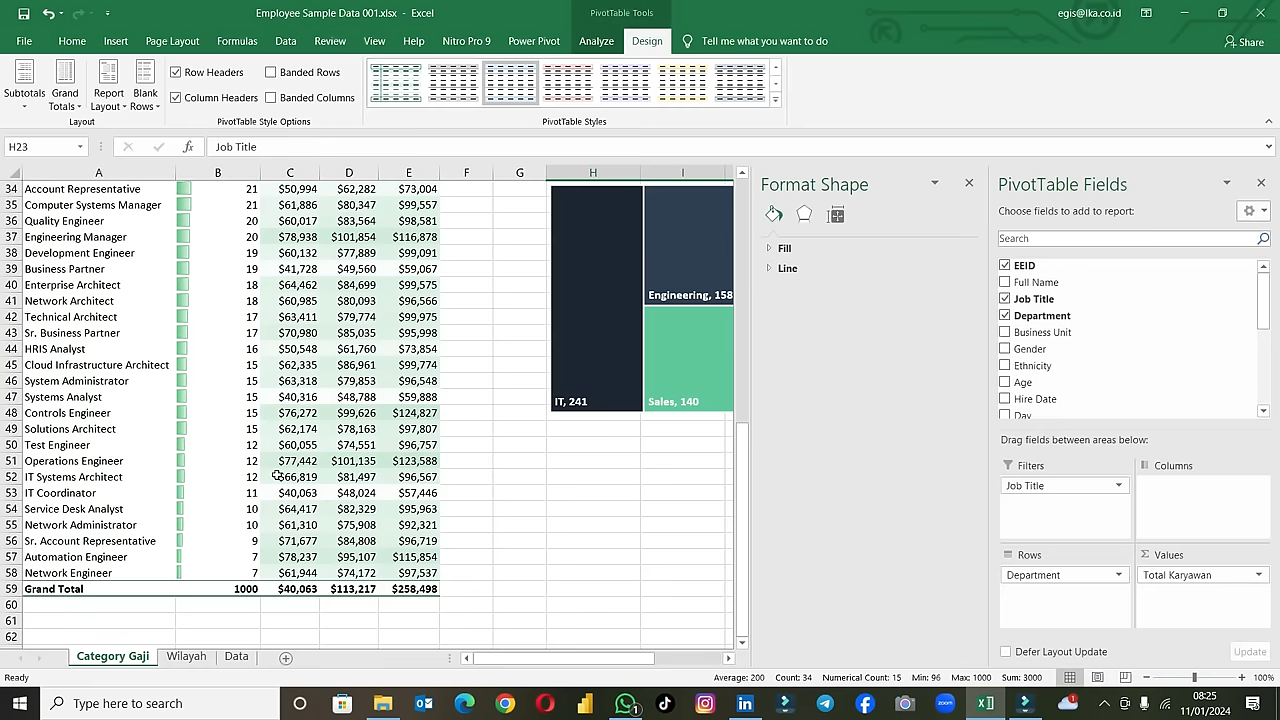 Employee Sample Data 001.xlsx - Excel
PivotTable Tools
egis@lka.co.id
File Home Insert Page Layout Formulas Data Review View Help Nitro Pro 9 Power Pivot Analyze Design Tell me what you want to do Share
Subtotals
Grand Totals
Report Layout
Blank Rows
Row Headers Banded Rows
Column Headers Banded Columns
Layout PivotTable Style Options PivotTable Styles
H23 fx Job Title
A B C D E F G H I
34 Account Representative 21 $50,994 $62,282 $73,004
35 Computer Systems Manager 21 $61,886 $80,347 $99,557
36 Quality Engineer 20 $60,017 $83,564 $98,581
37 Engineering Manager 20 $78,938 $101,854 $116,878
38 Development Engineer 19 $60,132 $77,889 $99,091
39 Business Partner 19 $41,728 $49,560 $59,067
40 Enterprise Architect 18 $64,462 $84,699 $99,575
41 Network Architect 18 $60,985 $80,093 $96,566
42 Technical Architect 17 $63,411 $79,774 $99,975
43 Sr. Business Partner 17 $70,980 $85,035 $95,998
44 HRIS Analyst 16 $50,548 $61,760 $73,854
45 Cloud Infrastructure Architect 15 $62,335 $86,961 $99,774
46 System Administrator 15 $63,318 $79,853 $96,548
47 Systems Analyst 15 $40,316 $48,788 $59,888
48 Controls Engineer 15 $76,272 $99,626 $124,827
49 Solutions Architect 15 $62,174 $78,163 $97,807
50 Test Engineer 12 $60,055 $74,551 $96,757
51 Operations Engineer 12 $77,442 $101,135 $123,588
52 IT Systems Architect 12 $66,819 $81,497 $96,567
53 IT Coordinator 11 $40,063 $48,024 $57,446
54 Service Desk Analyst 10 $64,417 $82,329 $95,963
55 Network Administrator 10 $61,310 $75,908 $92,321
56 Sr. Account Representative 9 $71,677 $84,808 $96,719
57 Automation Engineer 7 $78,237 $95,107 $115,854
58 Network Engineer 7 $61,944 $74,172 $97,537
59 Grand Total 1000 $40,063 $113,217 $258,498
60
61
62
Engineering, 158
IT, 241
Sales, 140
Format Shape
Fill
Line
PivotTable Fields
Choose fields to add to report:
Search
EEID
Full Name
Job Title
Department
Business Unit
Gender
Ethnicity
Age
Hire Date
Day
Drag fields between areas below:
Filters Columns
Job Title
Rows Σ Values
Department Total Karyawan
Defer Layout Update Update
Category Gaji Wilayah Data
Ready Average: 200 Count: 34 Numerical Count: 15 Min: 96 Max: 1000 Sum: 3000 100%
Type here to search
zoom
1
08:25
11/01/2024